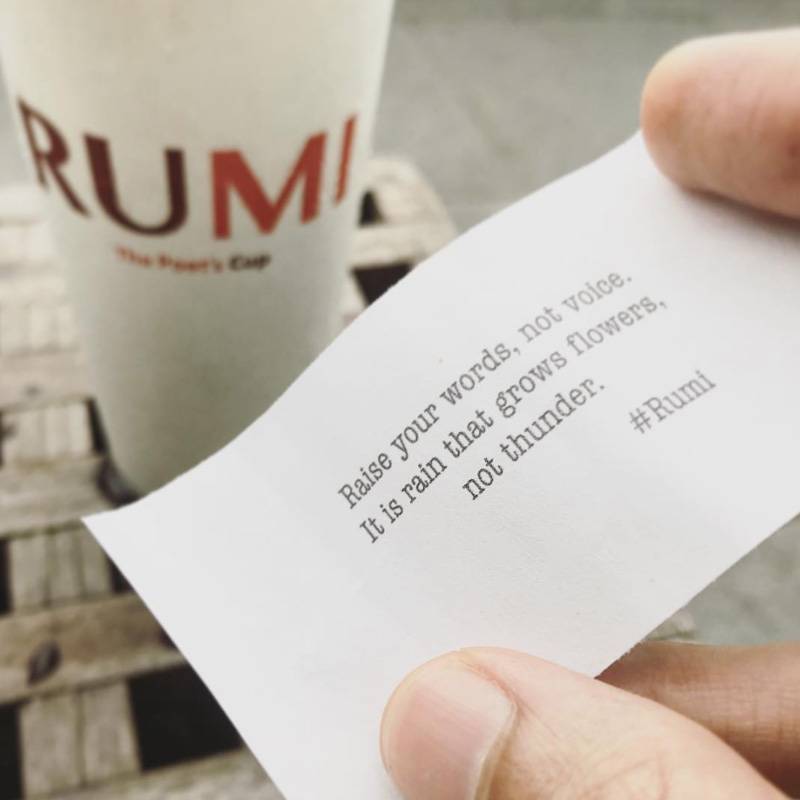 RUMI
The Poet's Cup
Raise your words, not voice.
It is rain that grows flowers,
not thunder.
#Rumi